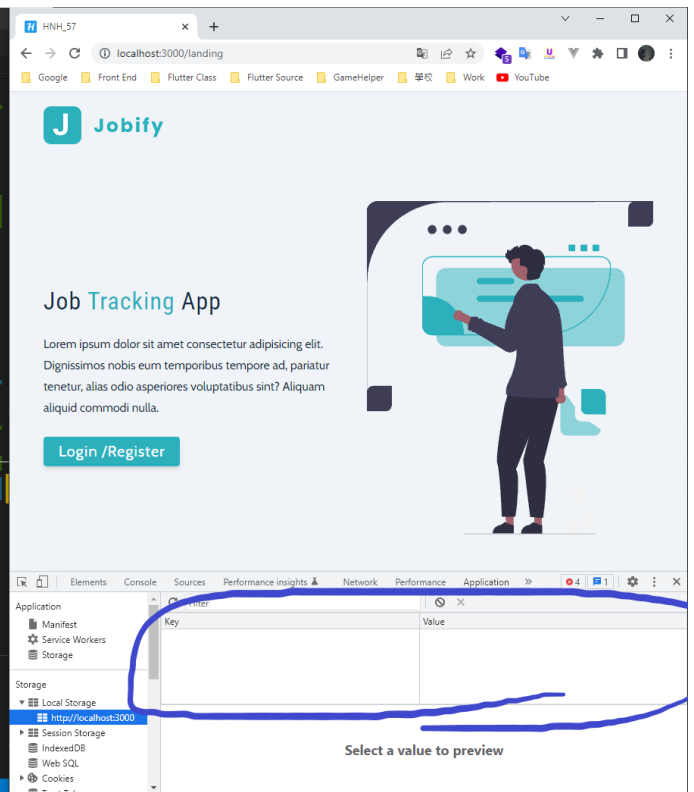 HNH_57
localhost:3000/landing
Google Front End Flutter Class Flutter Source GameHelper 學校 Work YouTube
J Jobify
Job Tracking App
Lorem ipsum dolor sit amet consectetur adipisicing elit.
Dignissimos nobis eum temporibus tempore ad, pariatur
tenetur, alias odio asperiores voluptatibus sint? Aliquam
aliquid commodi nulla.
Login /Register
Elements Console Sources Performance insights Network Performance Application » 4 1
Application
Manifest
Service Workers
Storage
Filter
Key Value
Storage
Local Storage
http://localhost:3000
Session Storage
IndexedDB
Web SQL
Cookies
Select a value to preview